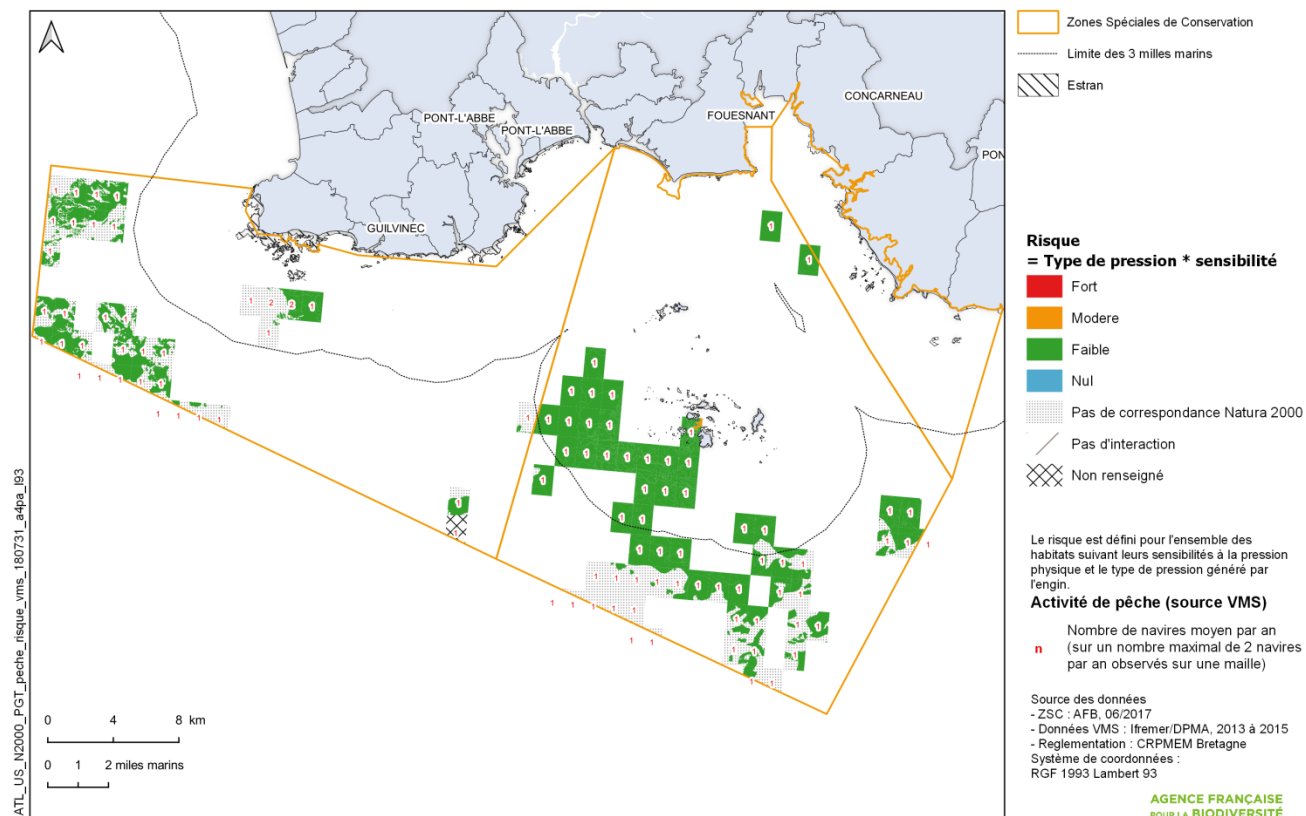 Zones Spéciales de Conservation
Limite des 3 milles marins
Estran
CONCARNEAU
FOUESNANT
PONT-L'ABBE
PONT-L'ABBE
PON
GUILVINEC
Risque
= Type de pression * sensibilité
Fort
Modere
Faible
Nul
Pas de correspondance Natura 2000
Pas d'interaction
Non renseigné
Le risque est défini pour l'ensemble des
habitats suivant leurs sensibilités à la pression
physique et le type de pression généré par
l'engin.
Activité de pêche (source VMS)
n
Nombre de navires moyen par an
(sur un nombre maximal de 2 navires
par an observés sur une maille)
Source des données
- ZSC : AFB, 06/2017
- Données VMS : Ifremer/DPMA, 2013 à 2015
- Reglementation : CRPMEM Bretagne
Système de coordonnées :
RGF 1993 Lambert 93
AGENCE FRANÇAISE
POUR LA BIODIVERSITÉ
0 4 8 km
0 1 2 miles marins
ATL_US_N2000_PGT_peche_risque_vms_180731_a4pa_l93